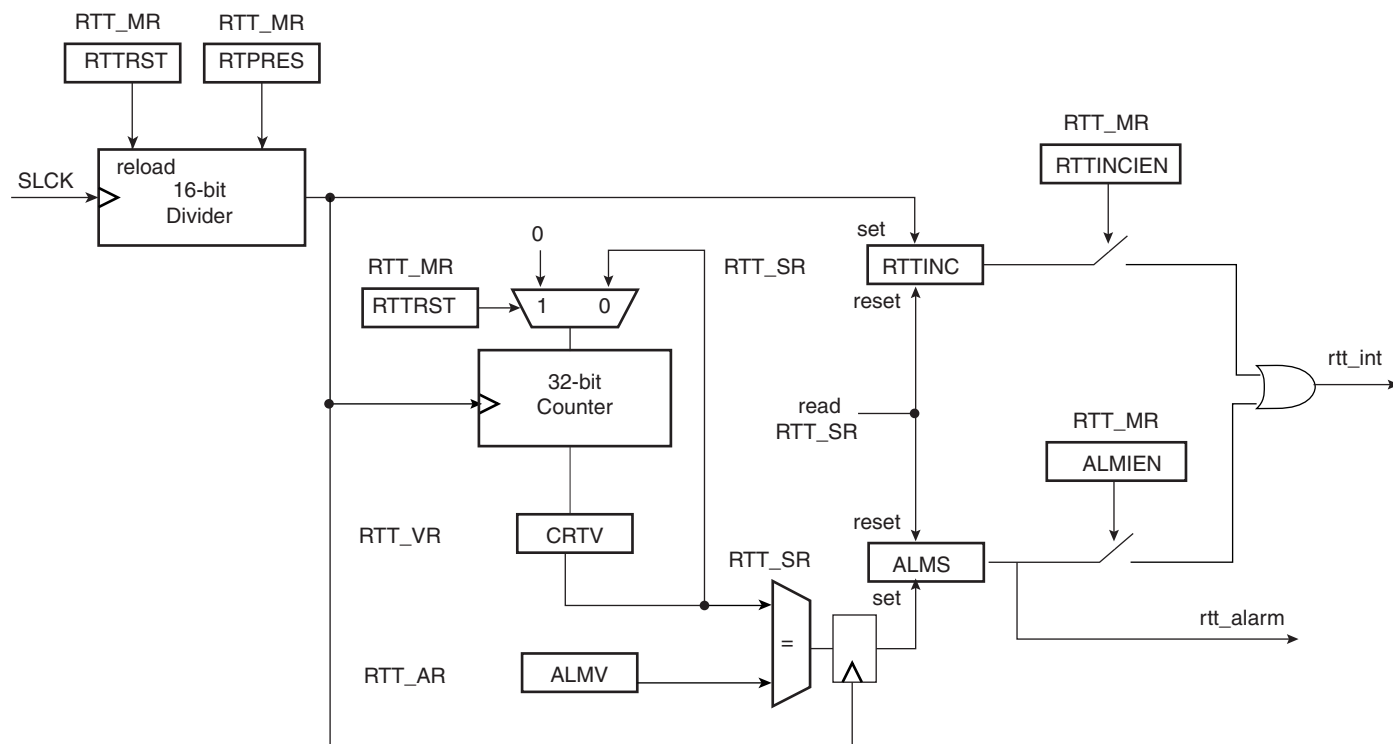 RTT_MR
RTT_MR
RTTRST
RTPRES
RTT_MR
reload
RTTINCIEN
SLCK
16-bit
Divider
0
set
RTT_MR
RTT_SR
RTTINC
RTTRST
1
0
reset
rtt_int
32-bit
Counter
read
RTT_SR
RTT_MR
ALMIEN
reset
RTT_VR
CRTV
RTT_SR
ALMS
set
rtt_alarm
=
RTT_AR
ALMV